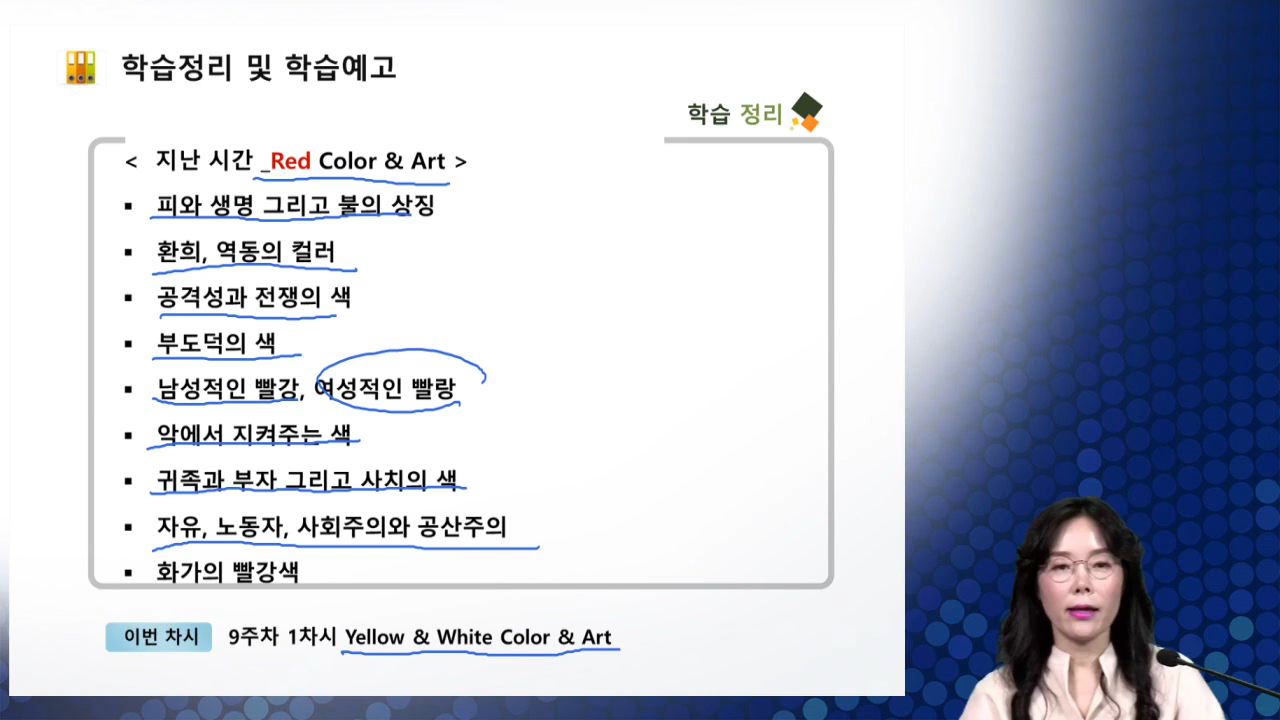 학습정리 및 학습예고
학습 정리
< 지난 시간 _Red Color & Art >
▪ 피와 생명 그리고 불의 상징
▪ 환희, 역동의 컬러
▪ 공격성과 전쟁의 색
▪ 부도덕의 색
▪ 남성적인 빨강, 여성적인 빨랑
▪ 악에서 지켜주는 색
▪ 귀족과 부자 그리고 사치의 색
▪ 자유, 노동자, 사회주의와 공산주의
▪ 화가의 빨강색
이번 차시 9주차 1차시 Yellow & White Color & Art